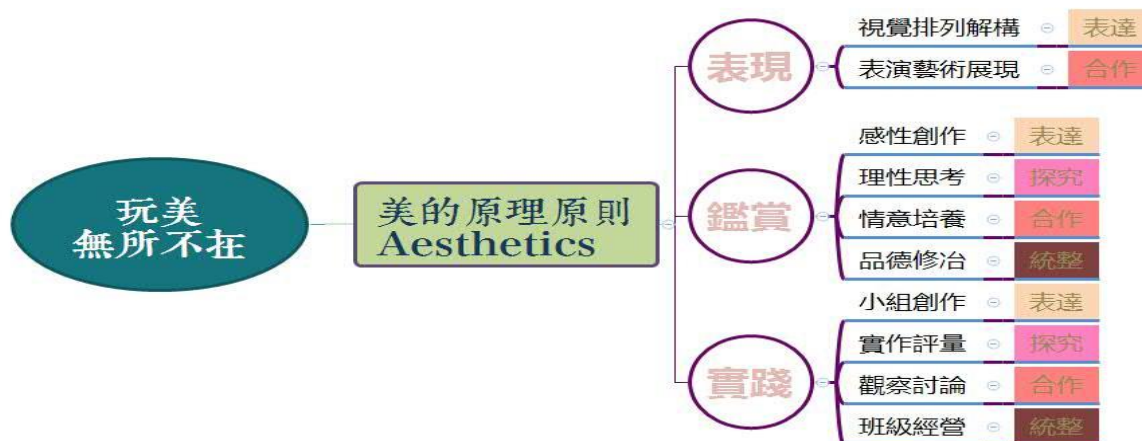 玩美
無所不在
美的原理原則
Aesthetics
表現
視覺排列解構 表達
表演藝術展現 合作
鑑賞
感性創作 表達
理性思考 探究
情意培養 合作
品德修冶 統整
實踐
小組創作 表達
實作評量 探究
觀察討論 合作
班級經營 統整